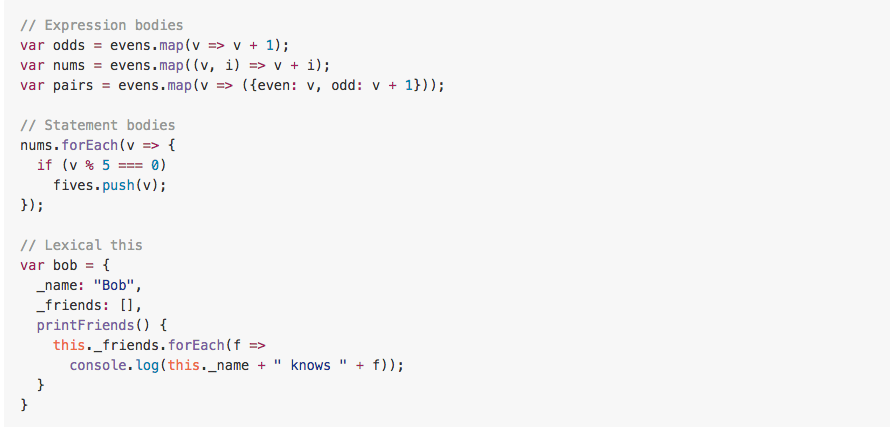 // Expression bodies
var odds = evens.map(v => v + 1);
var nums = evens.map((v, i) => v + i);
var pairs = evens.map(v => ({even: v, odd: v + 1}));

// Statement bodies
nums.forEach(v => {
  if (v % 5 === 0)
    fives.push(v);
});

// Lexical this
var bob = {
  _name: "Bob",
  _friends: [],
  printFriends() {
    this._friends.forEach(f =>
      console.log(this._name + " knows " + f));
  }
}